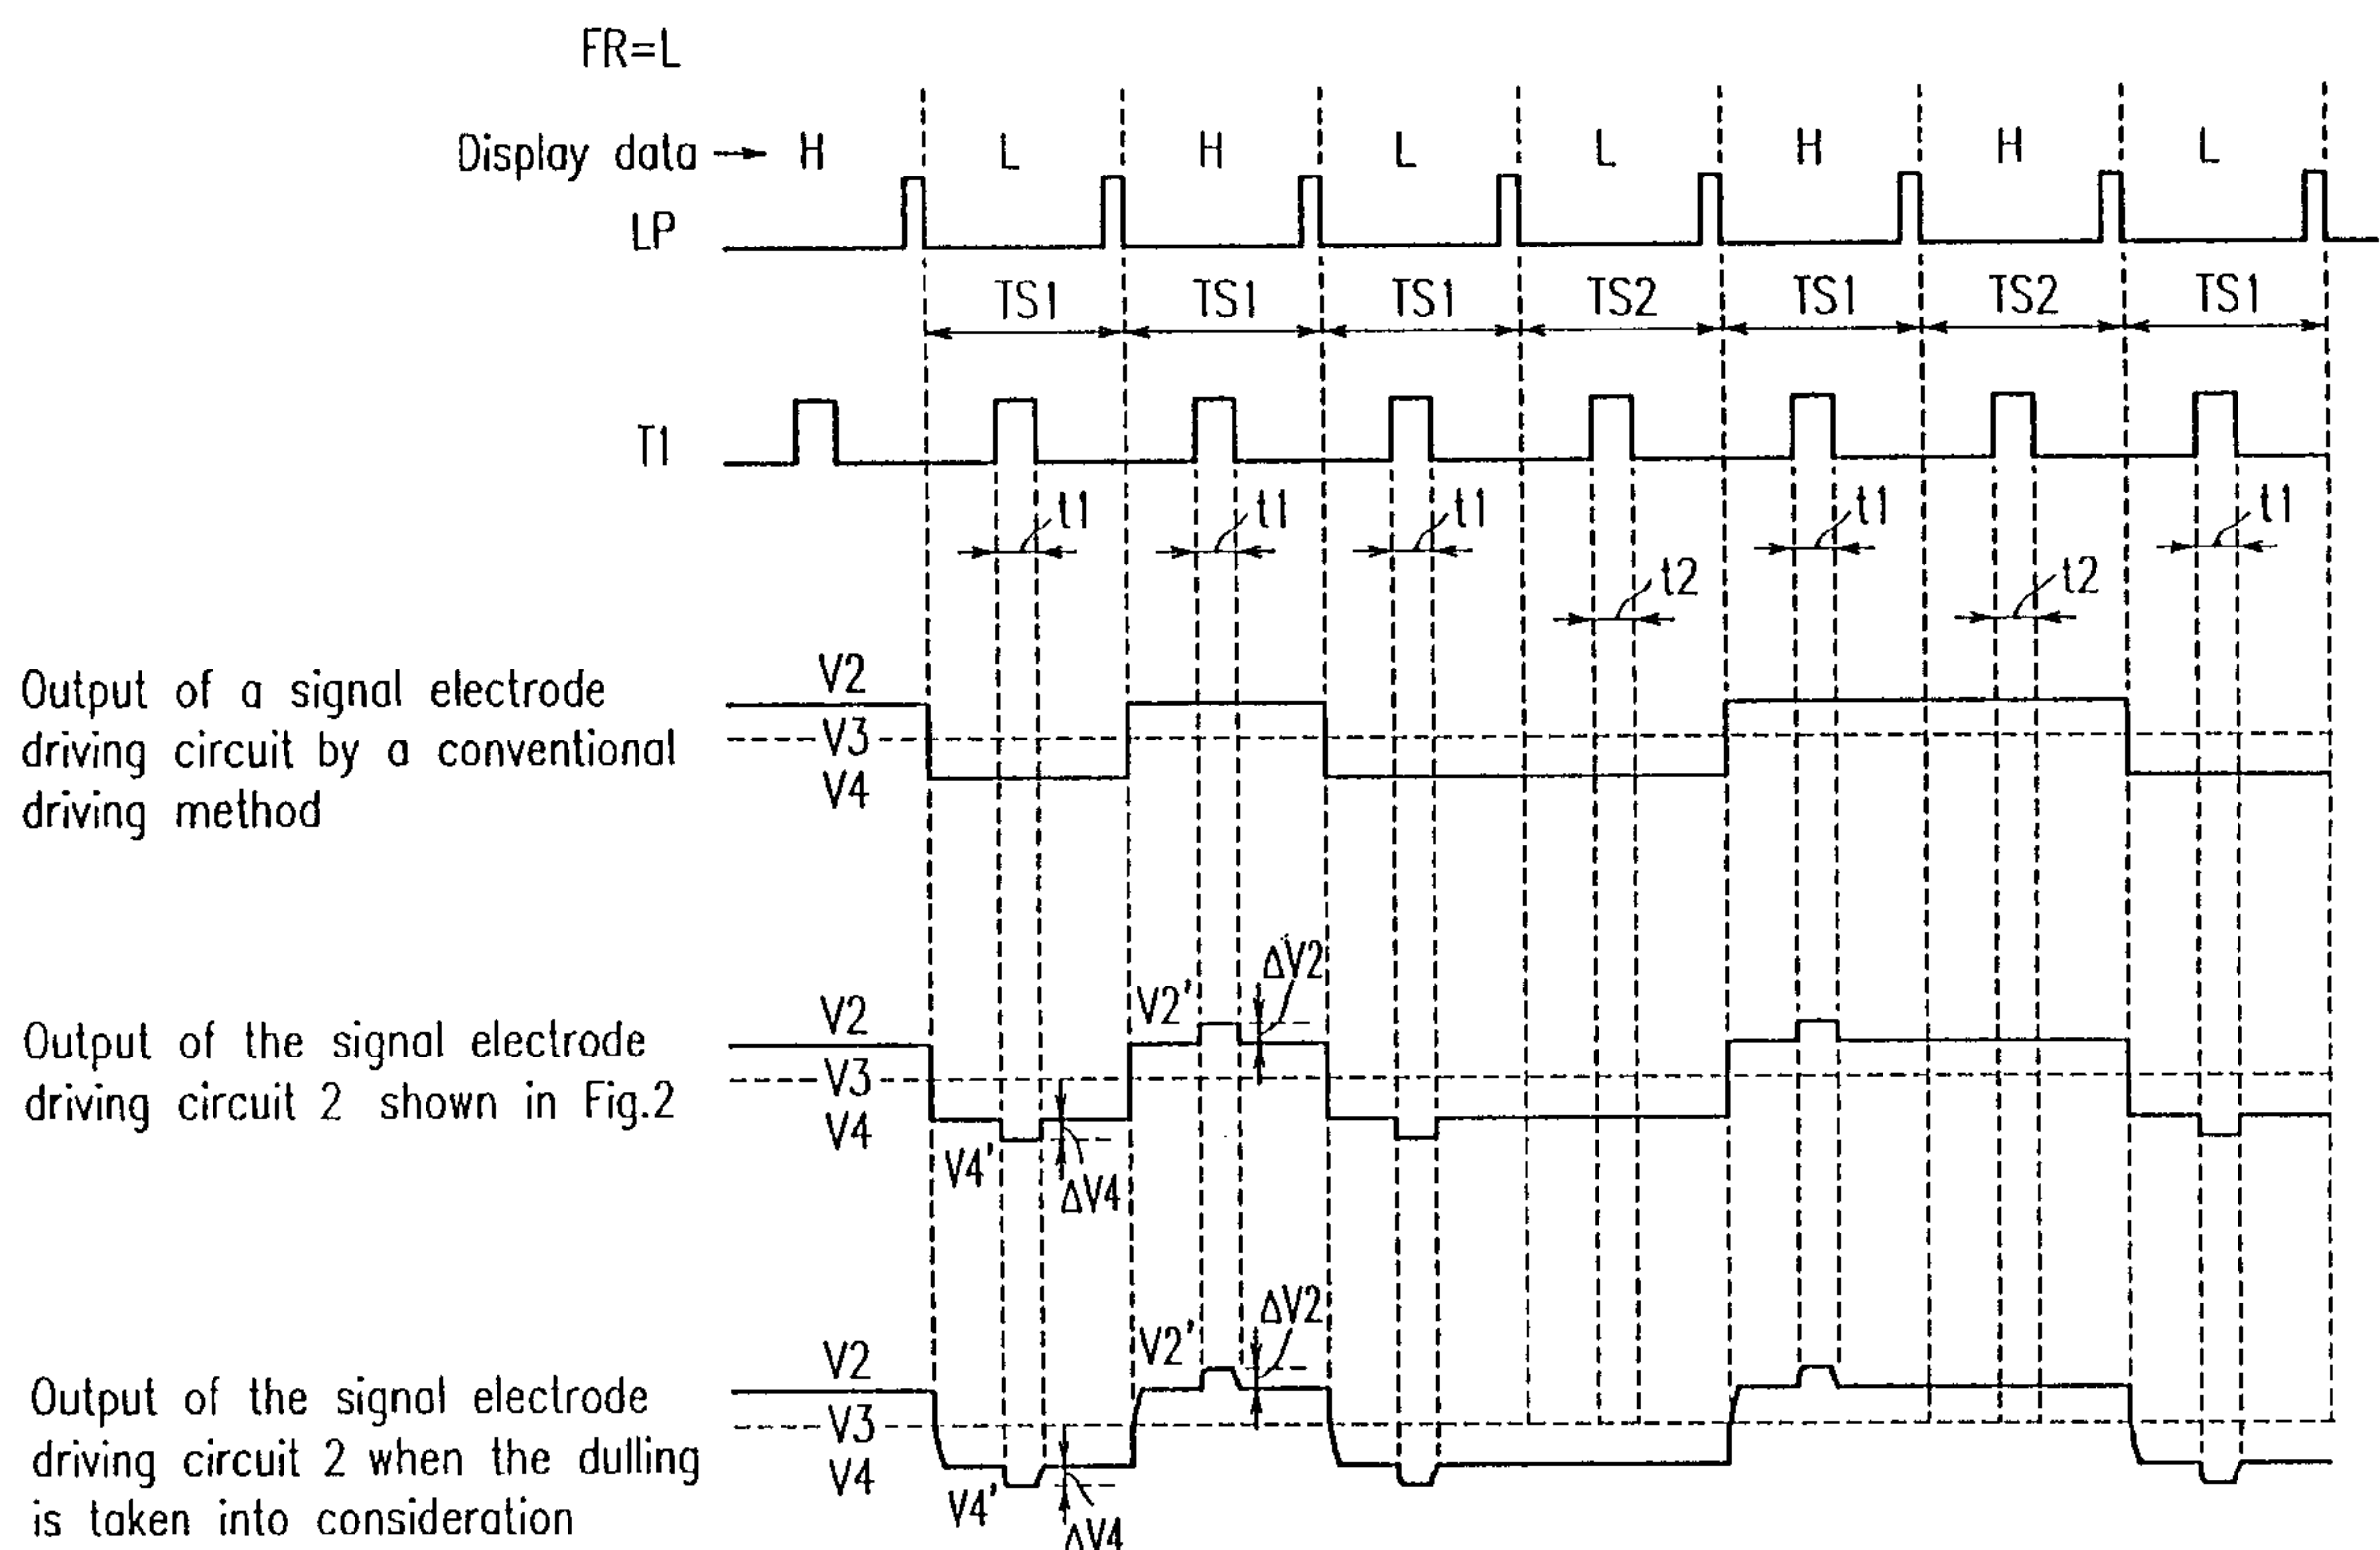 FR=L
Display data → H L H L L H H L
LP
TS1 TS1 TS1 TS2 TS1 TS2 TS1
T1
t1 t1 t1 t1 t1
t2 t2
Output of a signal electrode
driving circuit by a conventional
driving method
V2
V3
V4
Output of the signal electrode
driving circuit 2 shown in Fig.2
V2
V3
V4
V4'
ΔV4
V2'
ΔV2
Output of the signal electrode
driving circuit 2 when the dulling
is taken into consideration
V2
V3
V4
V4'
ΔV4
V2'
ΔV2